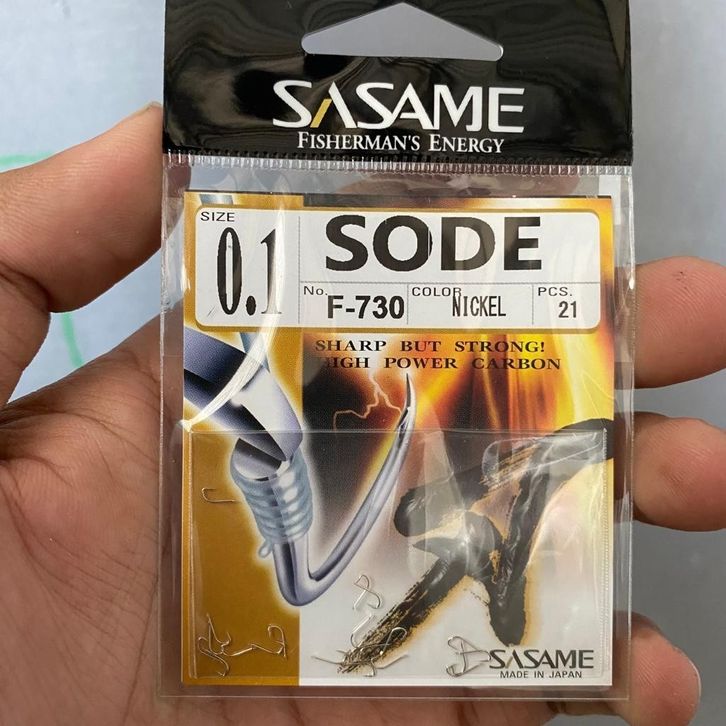 SASAME
FISHERMAN'S ENERGY
SIZE
0.1
SODE
No. F-730
COLOR NICKEL
PCS. 21
SHARP BUT STRONG!
HIGH POWER CARBON
SASAME
MADE IN JAPAN